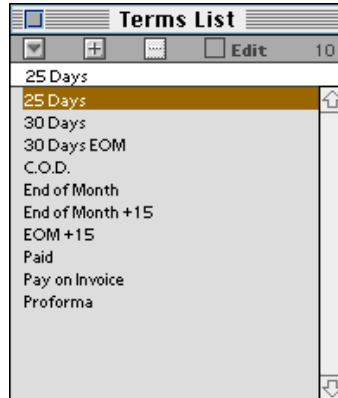 Terms List
Edit 10
25 Days
25 Days
30 Days
30 Days EOM
C.O.D.
End of Month
End of Month +15
EOM +15
Paid
Pay on Invoice
Proforma